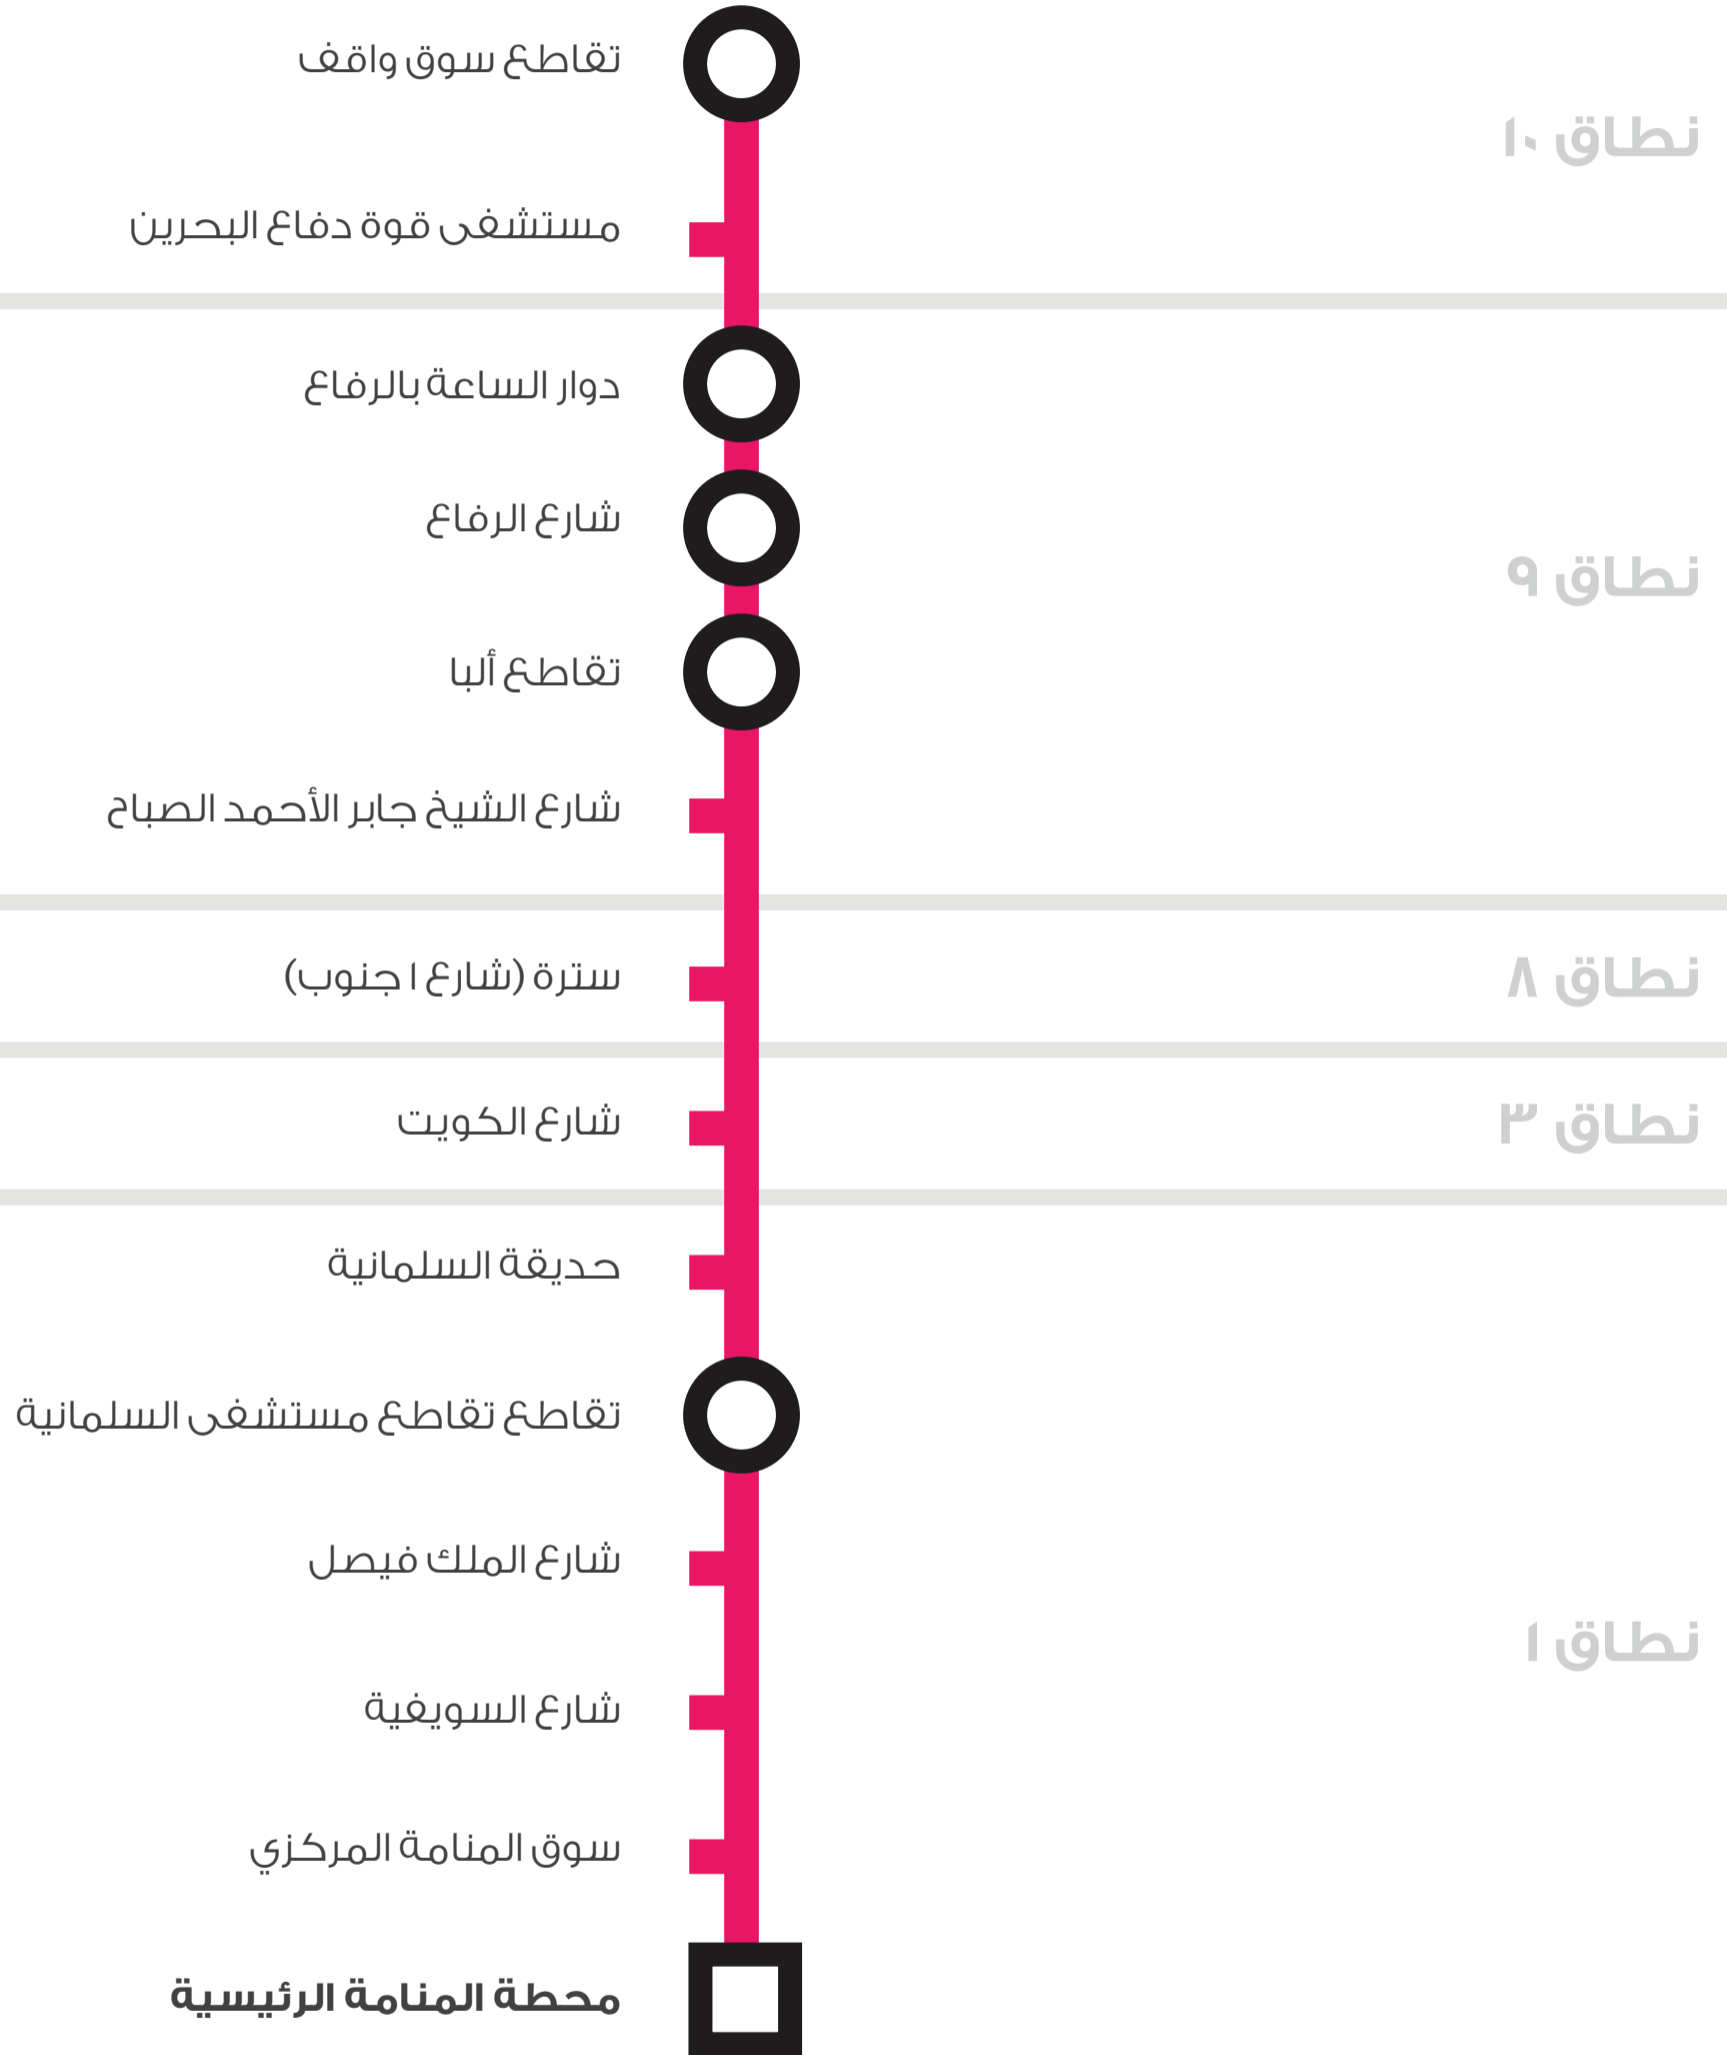 تقاطع سوق واقف
نطاق ١٠
مستشفى قوة دفاع البحرين
دوار الساعة بالرفاع
شارع الرفاع
نطاق ٩
تقاطع ألبا
شارع الشيخ جابر الأحمد الصباح
سترة (شارع ١ جنوب)
نطاق ٨
شارع الكويت
نطاق ٣
حديقة السلمانية
تقاطع تقاطع مستشفى السلمانية
شارع الملك فيصل
نطاق ١
شارع السويفية
سوق المنامة المركزي
محطة المنامة الرئيسية